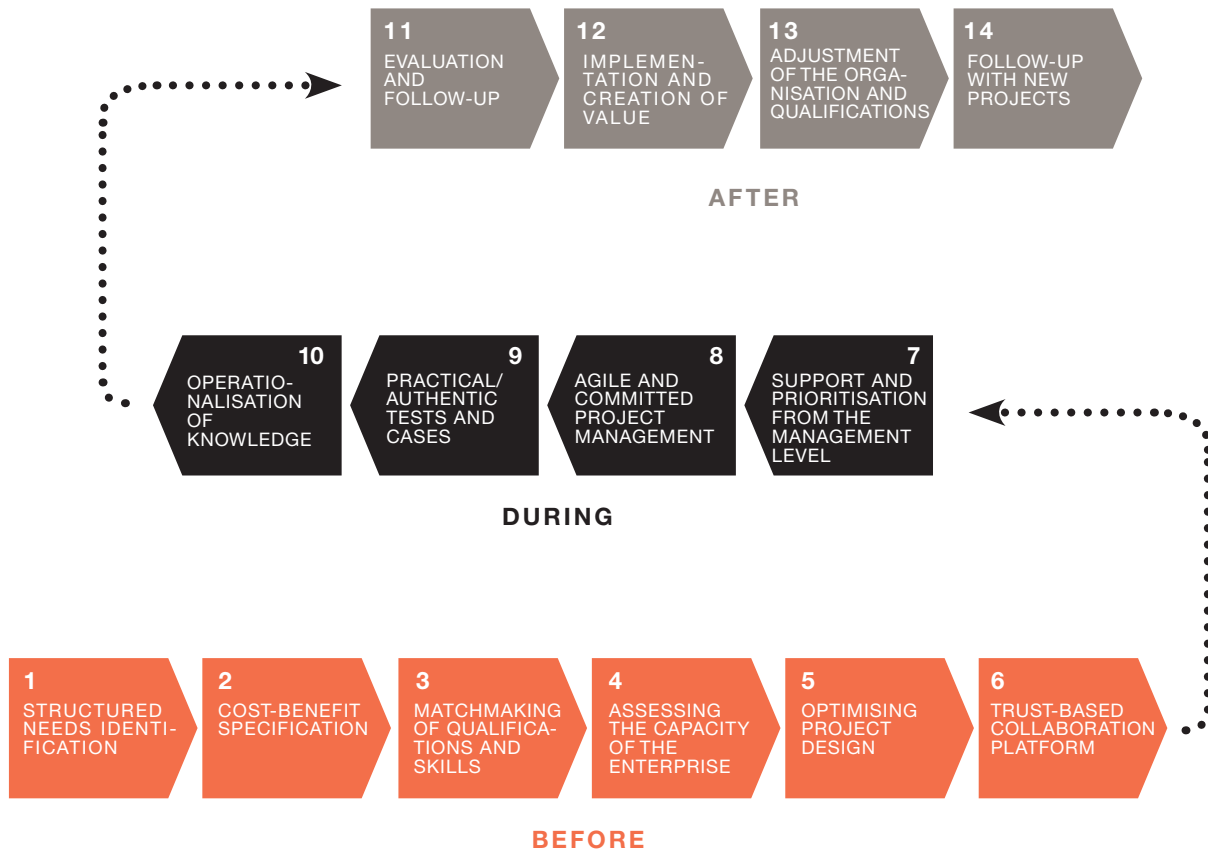 11
EVALUATION
AND
FOLLOW-UP
12
IMPLEMEN-
TATION AND
CREATION OF
VALUE
13
ADJUSTMENT
OF THE ORGA-
NISATION AND
QUALIFICATIONS
14
FOLLOW-UP
WITH NEW
PROJECTS
AFTER
10
OPERATIO-
NALISATION
OF
KNOWLEDGE
9
PRACTICAL/
AUTHENTIC
TESTS AND
CASES
8
AGILE AND
COMMITTED
PROJECT
MANAGEMENT
7
SUPPORT AND
PRIORITISATION
FROM THE
MANAGEMENT
LEVEL
DURING
1
STRUCTURED
NEEDS IDENTI-
FICATION
2
COST-BENEFIT
SPECIFICATION
3
MATCHMAKING
OF QUALIFICA-
TIONS AND
SKILLS
4
ASSESSING
THE CAPACITY
OF THE
ENTERPRISE
5
OPTIMISING
PROJECT
DESIGN
6
TRUST-BASED
COLLABORATION
PLATFORM
BEFORE